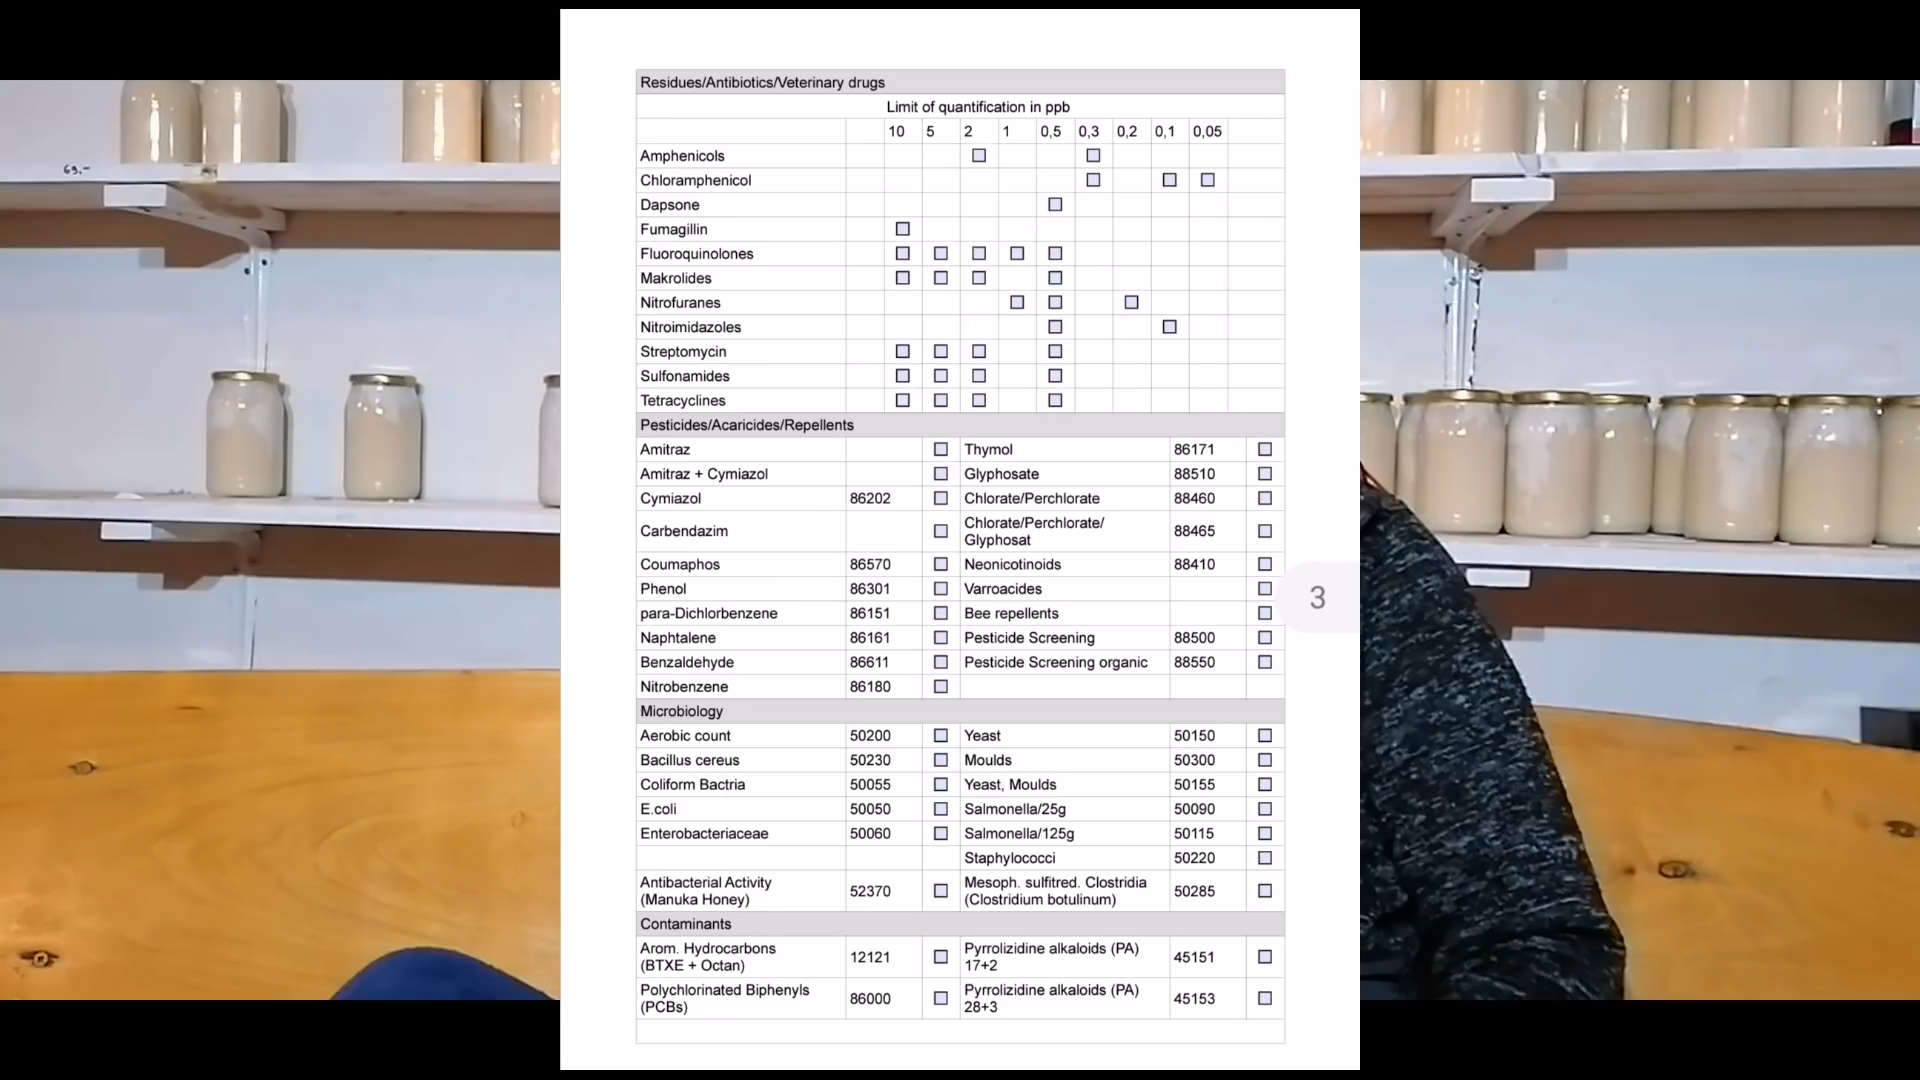 Residues/Antibiotics/Veterinary drugs
Limit of quantification in ppb
10 5 2 1 0,5 0,3 0,2 0,1 0,05
Amphenicols
Chloramphenicol
Dapsone
Fumagillin
Fluoroquinolones
Makrolides
Nitrofuranes
Nitroimidazoles
Streptomycin
Sulfonamides
Tetracyclines
Pesticides/Acaricides/Repellents
Amitraz Thymol 86171
Amitraz + Cymiazol Glyphosate 88510
Cymiazol 86202 Chlorate/Perchlorate 88460
Carbendazim Chlorate/Perchlorate/
Glyphosat 88465
Coumaphos 86570 Neonicotinoids 88410
Phenol 86301 Varroacides
para-Dichlorbenzene 86151 Bee repellents
Naphtalene 86161 Pesticide Screening 88500
Benzaldehyde 86611 Pesticide Screening organic 88550
Nitrobenzene 86180
Microbiology
Aerobic count 50200 Yeast 50150
Bacillus cereus 50230 Moulds 50300
Coliform Bactria 50055 Yeast, Moulds 50155
E.coli 50050 Salmonella/25g 50090
Enterobacteriaceae 50060 Salmonella/125g 50115
Staphylococci 50220
Antibacterial Activity
(Manuka Honey) 52370 Mesoph. sulfitred. Clostridia
(Clostridium botulinum) 50285
Contaminants
Arom. Hydrocarbons
(BTXE + Octan) 12121 Pyrrolizidine alkaloids (PA)
17+2 45151
Polychlorinated Biphenyls
(PCBs) 86000 Pyrrolizidine alkaloids (PA)
28+3 45153
3
69.-